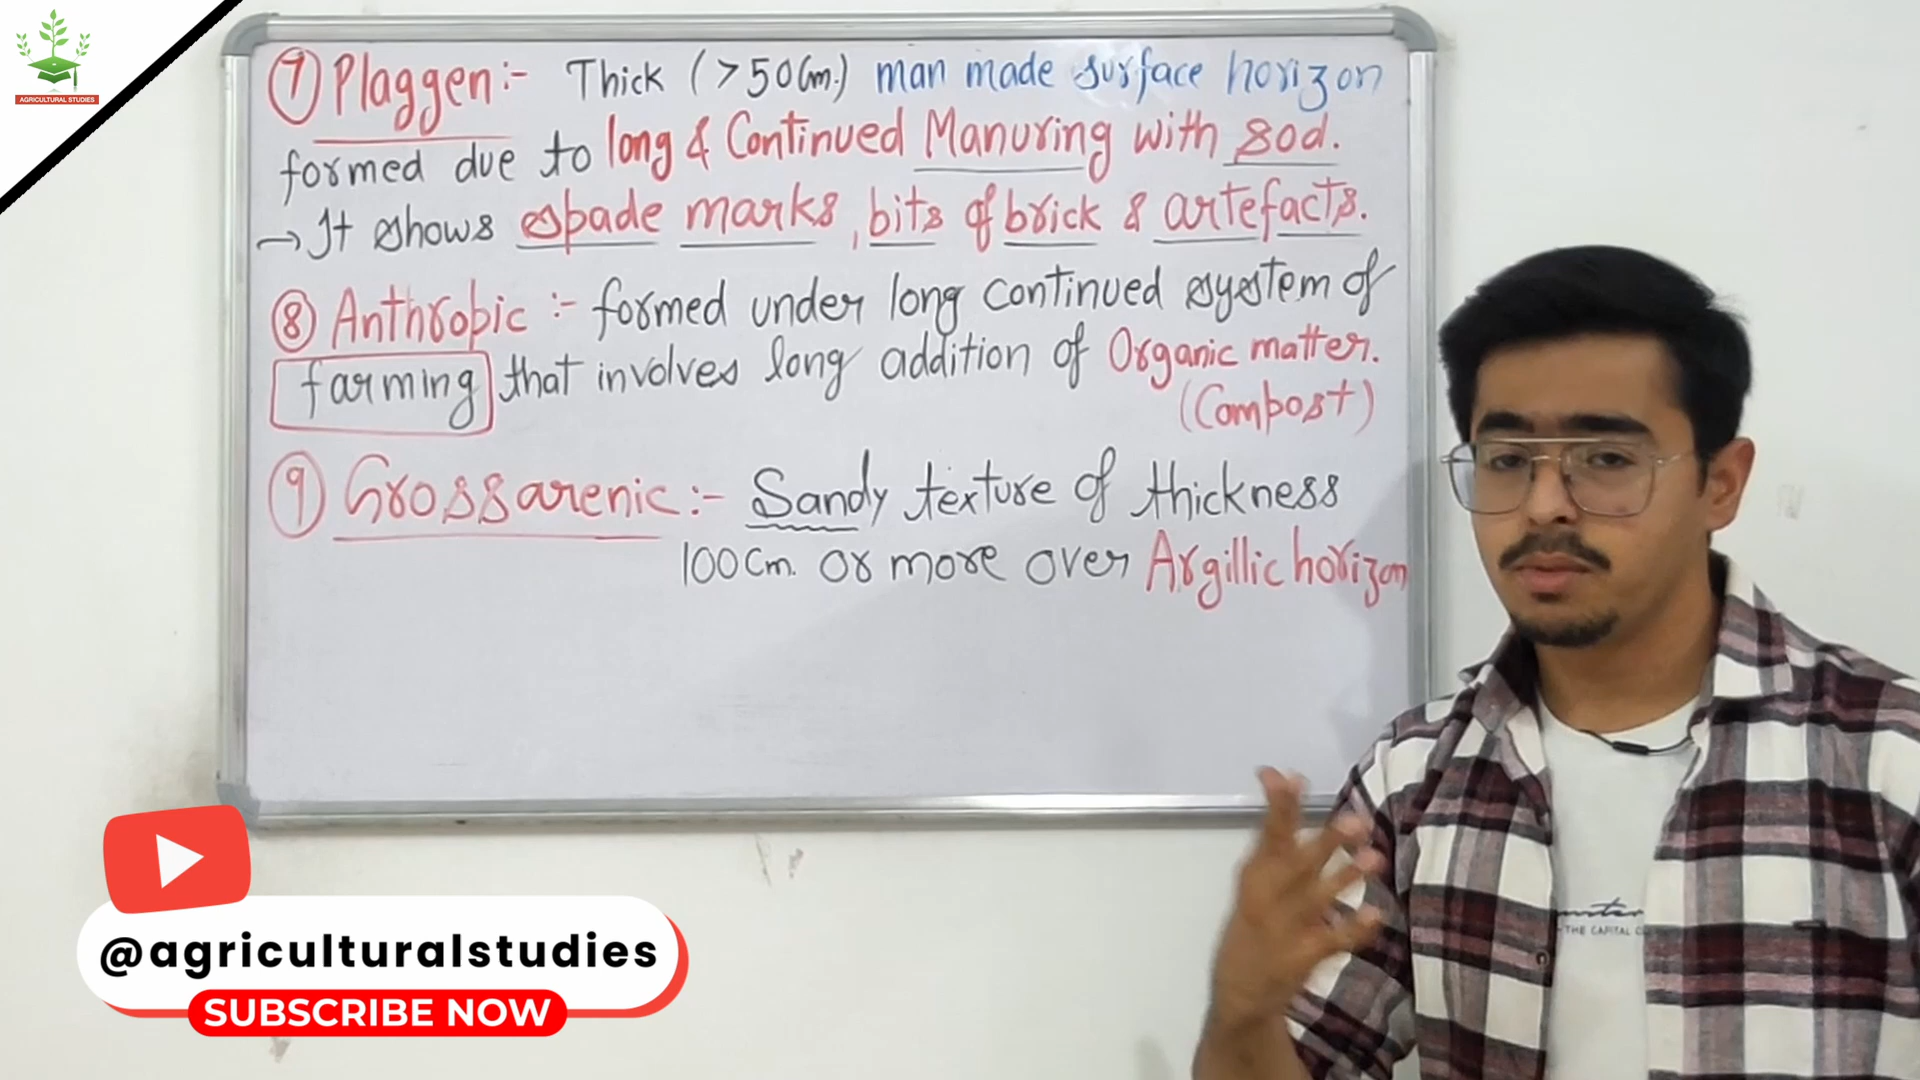 AGRICULTURAL STUDIES
7 Plaggen :- Thick (>50Cm.) man made surface horizon
formed due to long & Continued Manuring with sod.
→ It shows spade marks, bits of brick & artefacts.
8 Anthropic :- formed under long continued system of
farming that involves long addition of Organic matter.
(Compost)
9 Grossarenic :- Sandy texture of thickness
100Cm. or more over Argillic horizon
THE CAPITAL
@agriculturalstudies
SUBSCRIBE NOW